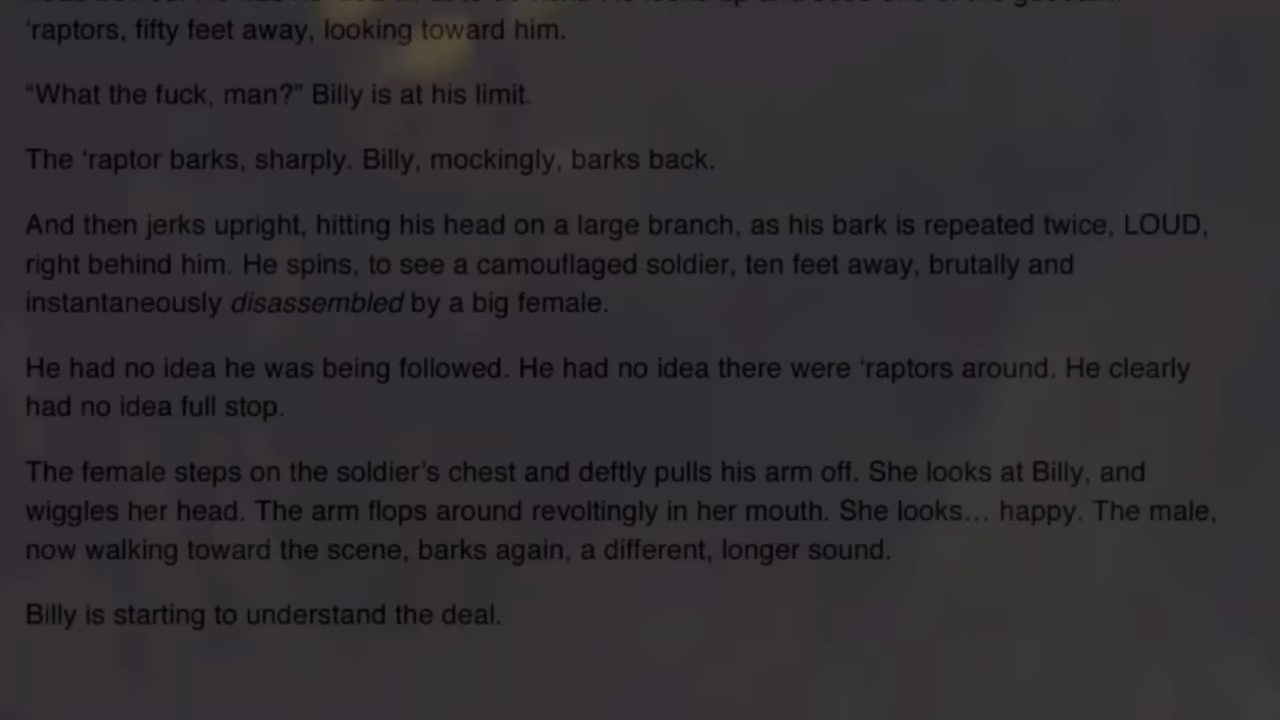 'raptors, fifty feet away, looking toward him.
“What the fuck, man?” Billy is at his limit.
The ‘raptor barks, sharply. Billy, mockingly, barks back.
And then jerks upright, hitting his head on a large branch, as his bark is repeated twice, LOUD,
right behind him. He spins, to see a camouflaged soldier, ten feet away, brutally and
instantaneously disassembled by a big female.
He had no idea he was being followed. He had no idea there were ‘raptors around. He clearly
had no idea full stop.
The female steps on the soldier’s chest and deftly pulls his arm off. She looks at Billy, and
wiggles her head. The arm flops around revoltingly in her mouth. She looks… happy. The male,
now walking toward the scene, barks again, a different, longer sound.
Billy is starting to understand the deal.